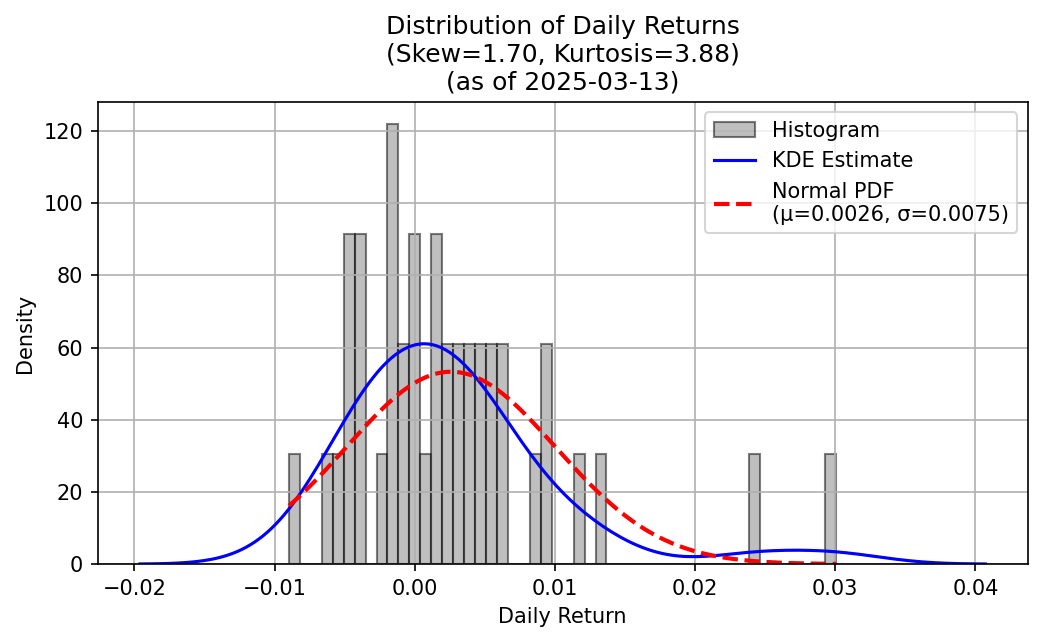 Distribution of Daily Returns
(Skew=1.70, Kurtosis=3.88)
(as of 2025-03-13)
Histogram
KDE Estimate
Normal PDF
(μ=0.0026, σ=0.0075)
Density
120
100
80
60
40
20
0
−0.02
−0.01
0.00
0.01
0.02
0.03
0.04
Daily Return